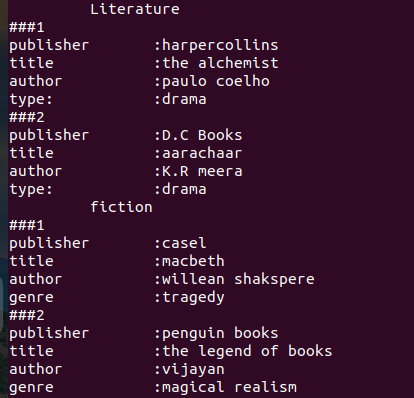 Literature
###1
publisher :harpercollins
title :the alchemist
author :paulo coelho
type: :drama
###2
publisher :D.C Books
title :aarachaar
author :K.R meera
type: :drama
fiction
###1
publisher :casel
title :macbeth
author :willean shakspere
genre :tragedy
###2
publisher :penguin books
title :the legend of books
author :vijayan
genre :magical realism